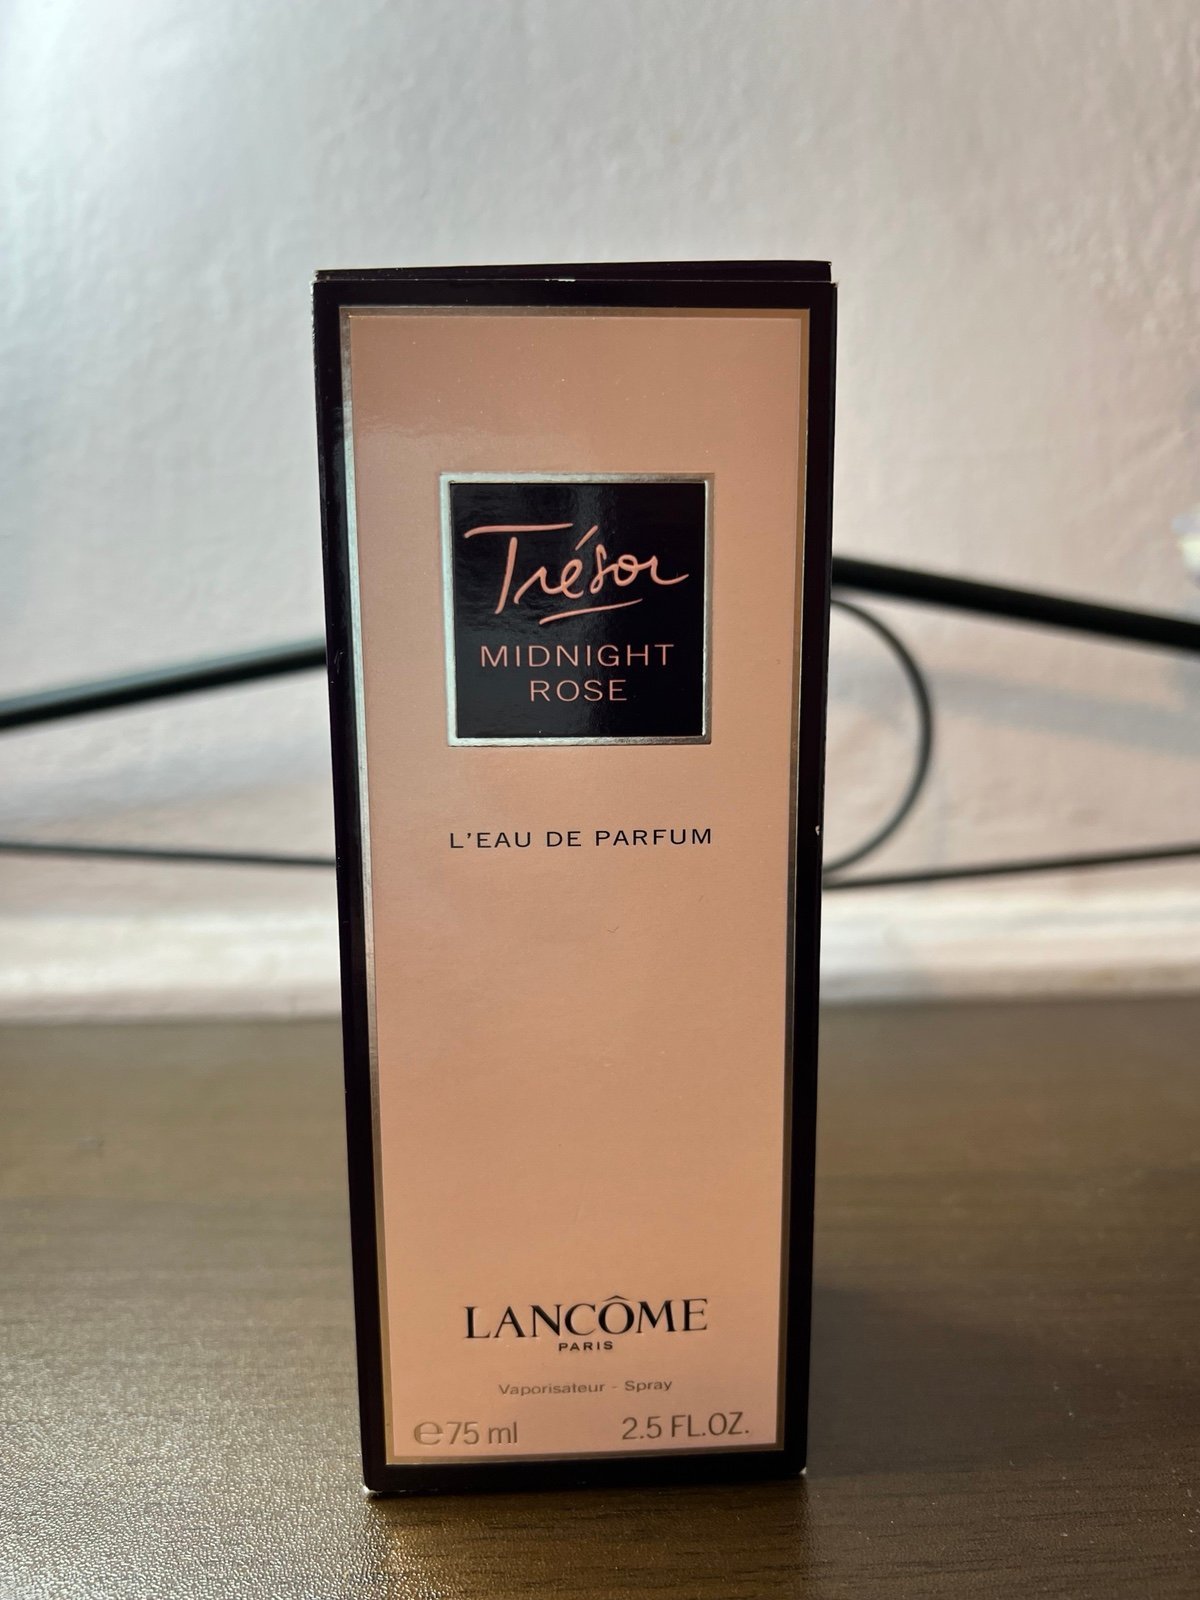 Trésor
MIDNIGHT
ROSE
L'EAU DE PARFUM
LANCÔME
PARIS
Vaporisateur - Spray
℮75 ml 2.5 FL.OZ.